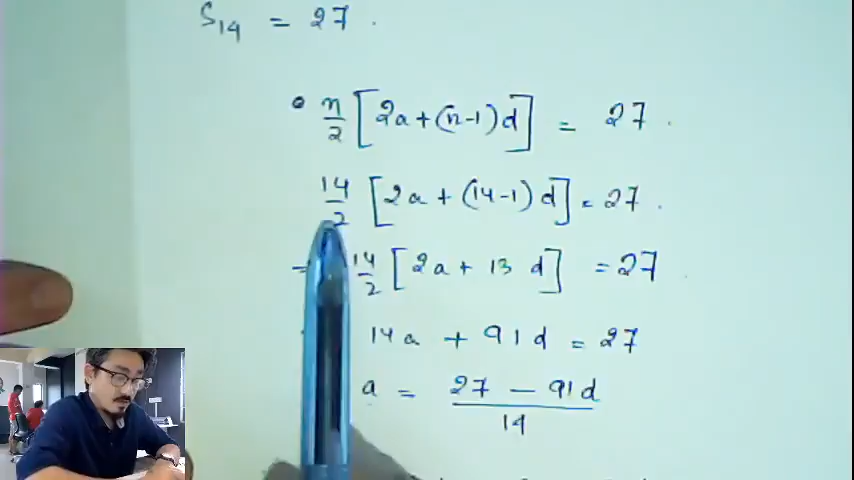 S₁₄ = 27 .
• n/2 [2a+(n-1)d] = 27 .
14/2 [2a + (14-1) d] = 27 .
= 14/2 [2a + 13 d] = 27
14a + 91d = 27
a = (27 - 91d)/14